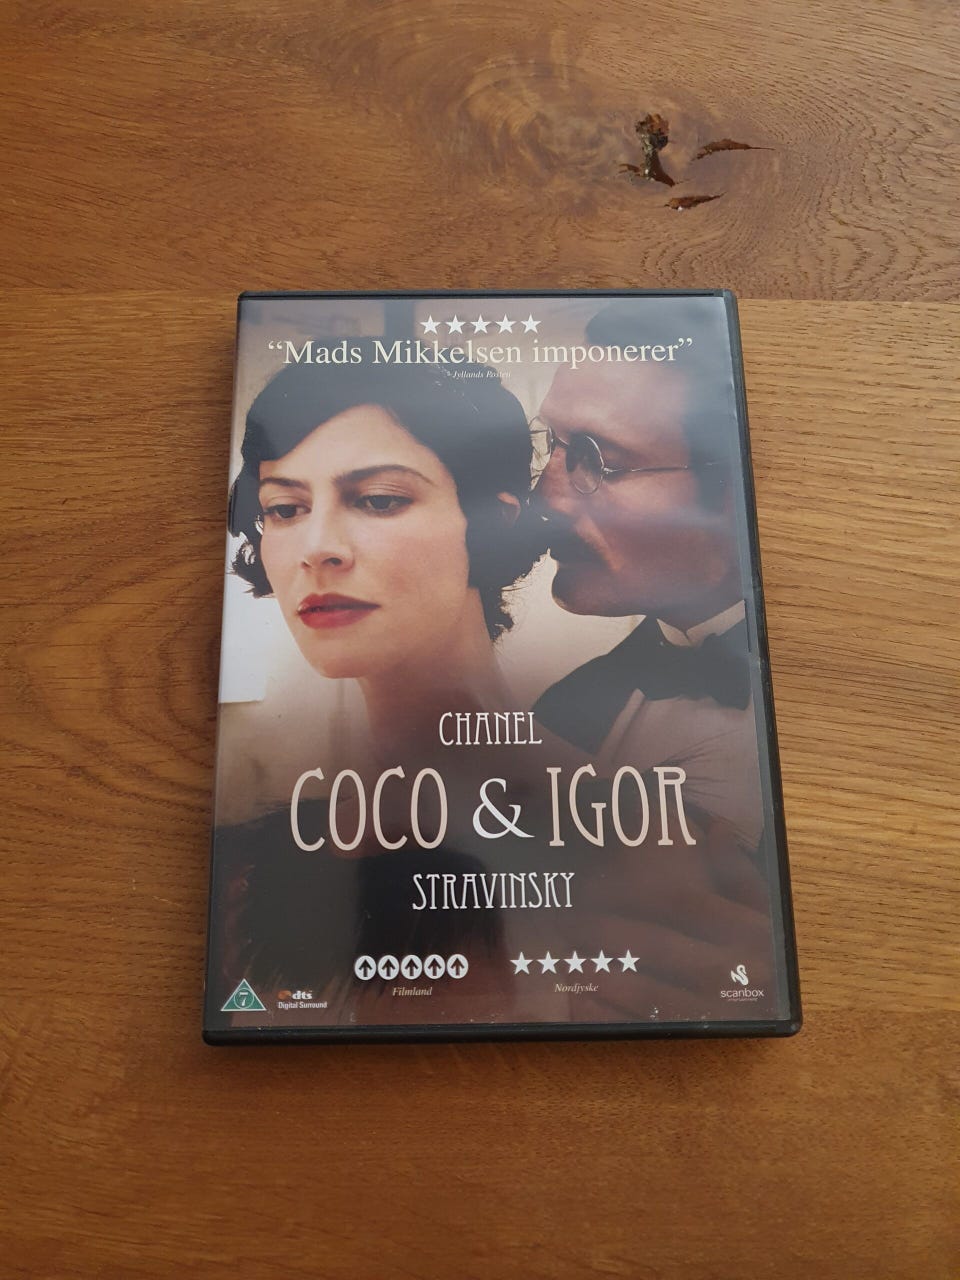 “Mads Mikkelsen imponerer”
- Jyllands Posten
CHANEL
COCO & IGOR
STRAVINSKY
Filmland
Nordjyske
7
dts
Digital Surround
scanbox